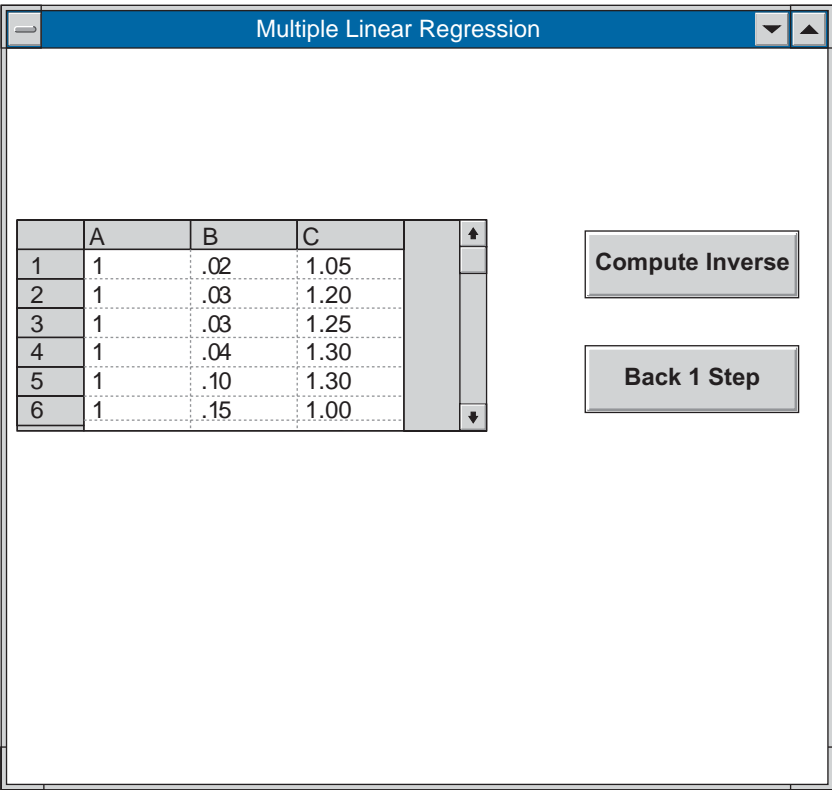 Multiple Linear Regression
A B C
1 1 .02 1.05
2 1 .03 1.20
3 1 .03 1.25
4 1 .04 1.30
5 1 .10 1.30
6 1 .15 1.00
Compute Inverse
Back 1 Step